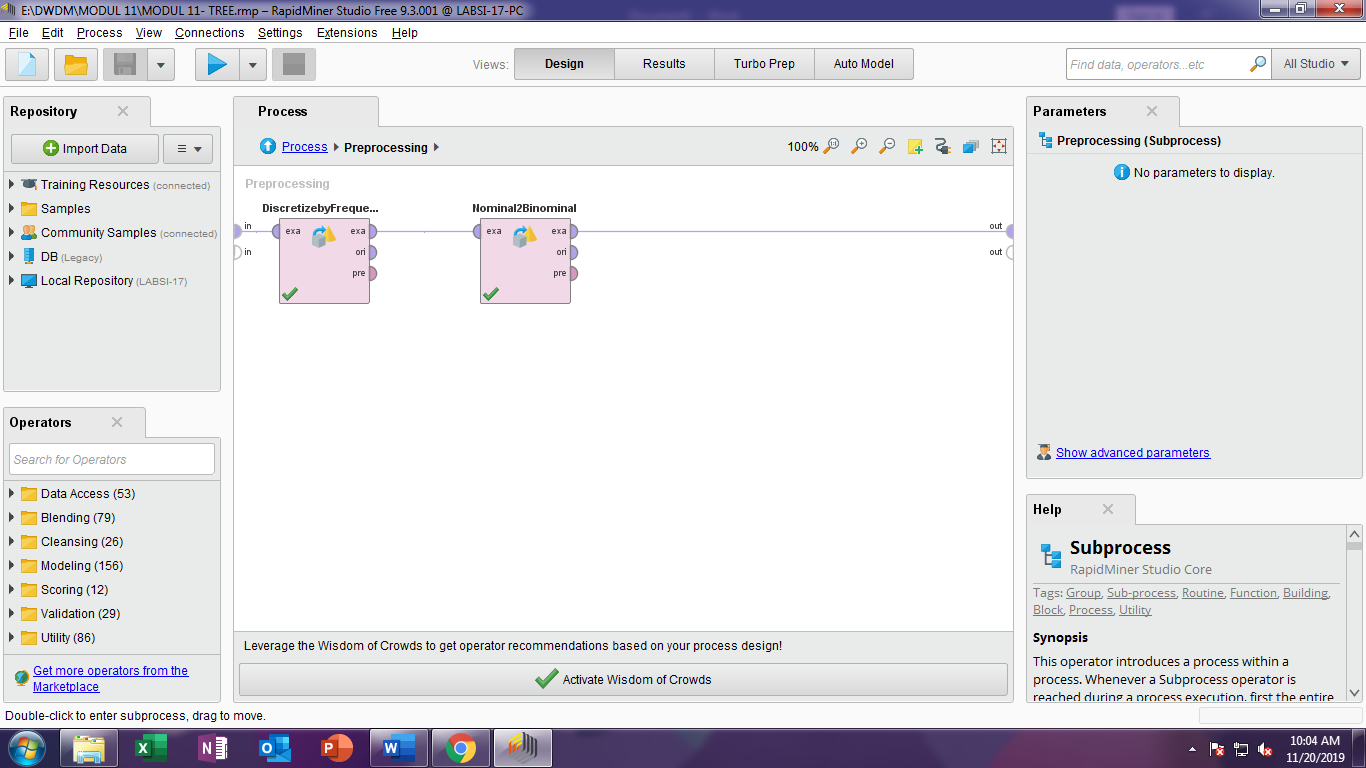 E:\DWDM\MODUL 11\MODUL 11- TREE.rmp – RapidMiner Studio Free 9.3.001 @ LABSI-17-PC
File Edit Process View Connections Settings Extensions Help
Views: Design Results Turbo Prep Auto Model
Find data, operators...etc
All Studio
Repository
Import Data
Training Resources (connected)
Samples
Community Samples (connected)
DB (Legacy)
Local Repository (LABSI-17)
Operators
Search for Operators
Data Access (53)
Blending (79)
Cleansing (26)
Modeling (156)
Scoring (12)
Validation (29)
Utility (86)
Get more operators from the
Marketplace
Process
Process Preprocessing
100%
Preprocessing
DiscretizebyFreque...
Nominal2Binominal
in
in
exa exa
ori
pre
exa exa
ori
pre
out
out
Leverage the Wisdom of Crowds to get operator recommendations based on your process design!
Activate Wisdom of Crowds
Parameters
Preprocessing (Subprocess)
No parameters to display.
Show advanced parameters
Help
Subprocess
RapidMiner Studio Core
Tags: Group, Sub-process, Routine, Function, Building,
Block, Process, Utility
Synopsis
This operator introduces a process within a
process. Whenever a Subprocess operator is
reached during a process execution, first the entire
Double-click to enter subprocess, drag to move.
10:04 AM
11/20/2019